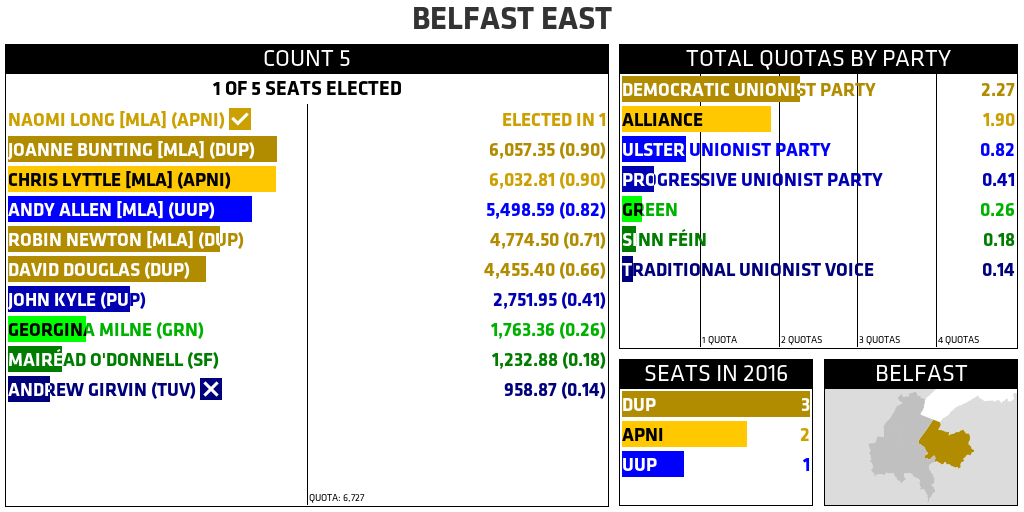 BELFAST EAST
COUNT 5
1 OF 5 SEATS ELECTED
NAOMI LONG [MLA] (APNI) ELECTED IN 1
JOANNE BUNTING [MLA] (DUP) 6,057.35 (0.90)
CHRIS LYTTLE [MLA] (APNI) 6,032.81 (0.90)
ANDY ALLEN [MLA] (UUP) 5,498.59 (0.82)
ROBIN NEWTON [MLA] (DUP) 4,774.50 (0.71)
DAVID DOUGLAS (DUP) 4,455.40 (0.66)
JOHN KYLE (PUP) 2,751.95 (0.41)
GEORGINA MILNE (GRN) 1,763.36 (0.26)
MAIRÉAD O'DONNELL (SF) 1,232.88 (0.18)
ANDREW GIRVIN (TUV) 958.87 (0.14)
QUOTA: 6,727
TOTAL QUOTAS BY PARTY
DEMOCRATIC UNIONIST PARTY 2.27
ALLIANCE 1.90
ULSTER UNIONIST PARTY 0.82
PROGRESSIVE UNIONIST PARTY 0.41
GREEN 0.26
SINN FÉIN 0.18
TRADITIONAL UNIONIST VOICE 0.14
1 QUOTA 2 QUOTAS 3 QUOTAS 4 QUOTAS
SEATS IN 2016
DUP 3
APNI 2
UUP 1
BELFAST